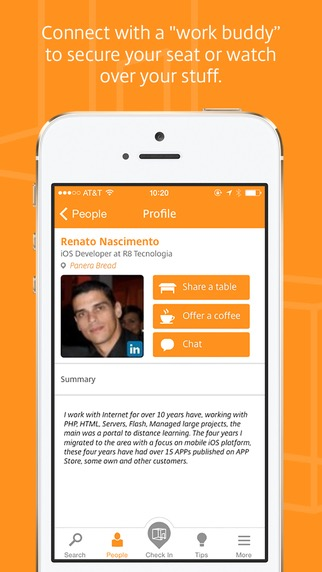 Connect with a "work buddy”
to secure your seat or watch
over your stuff.
AT&T 10:20
People Profile
Renato Nascimento
iOS Developer at R8 Tecnologia
Panera Bread
Share a table
Offer a coffee
Chat
in
Summary
I work with Internet for over 10 years have, working with
PHP, HTML, Servers, Flash, Managed large projects, the
main was a portal to distance learning. The four years I
migrated to the area with a focus on mobile iOS platform,
these four years have had over 15 APPs published on APP
Store, some own and other customers.
Search People Check In Tips More